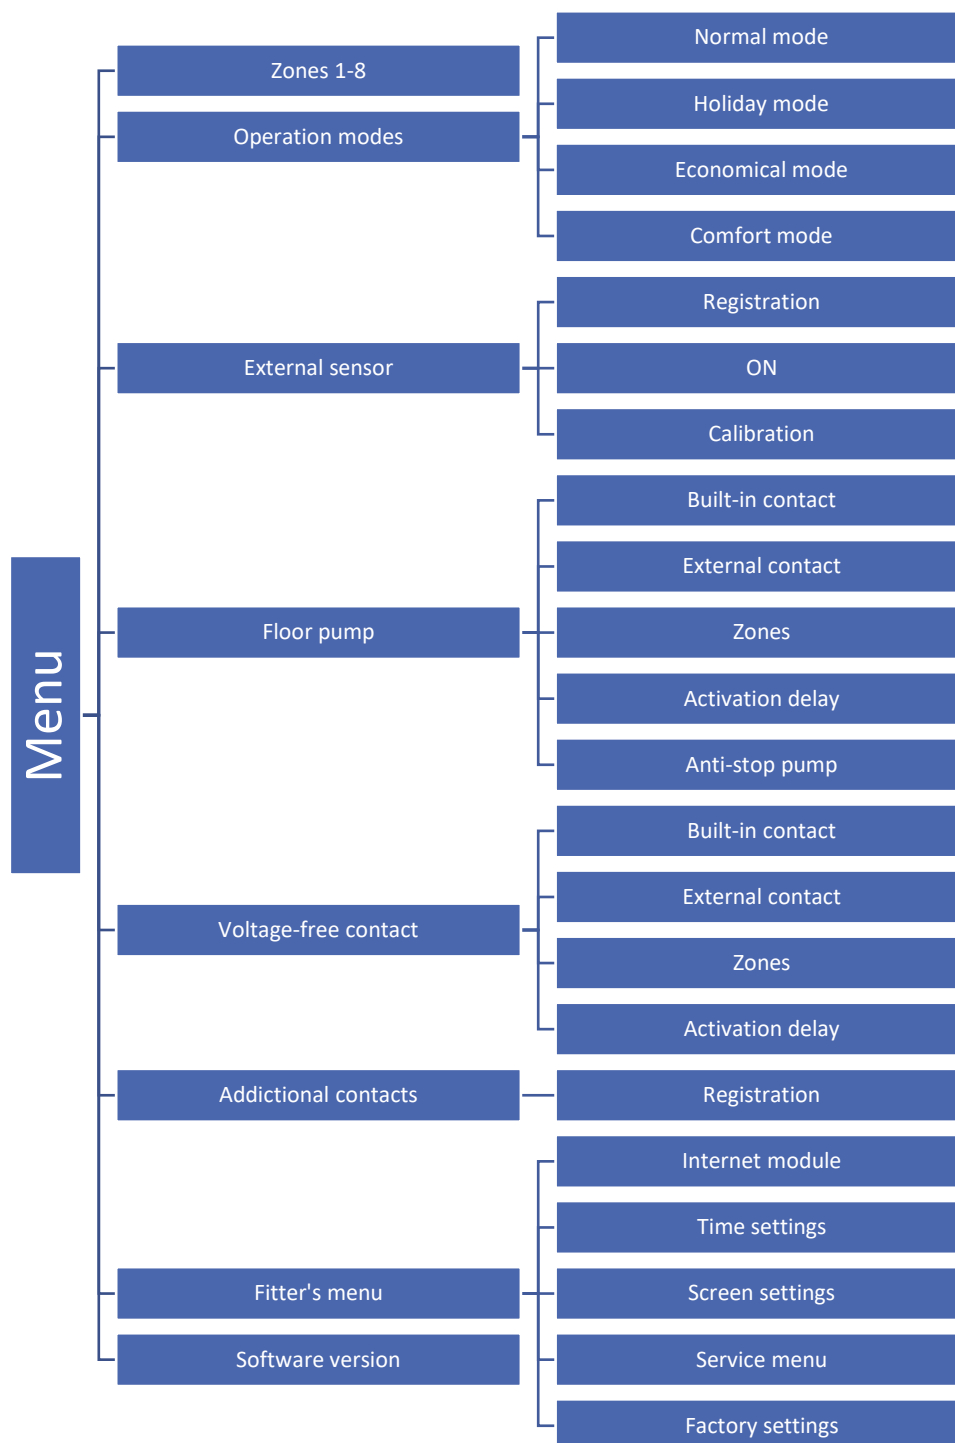 Menu
Zones 1-8
Operation modes
Normal mode
Holiday mode
Economical mode
Comfort mode
External sensor
Registration
ON
Calibration
Floor pump
Built-in contact
External contact
Zones
Activation delay
Anti-stop pump
Voltage-free contact
Built-in contact
External contact
Zones
Activation delay
Addictional contacts
Registration
Fitter's menu
Internet module
Time settings
Screen settings
Service menu
Factory settings
Software version